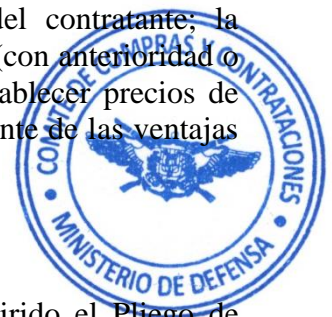 del contratante; la
(con anterioridad o
ablecer precios de
nte de las ventajas
COMITÉ DE COMPRAS Y CONTRATACIONES
MINISTERIO DE DEFENSA
irido el Pliego de